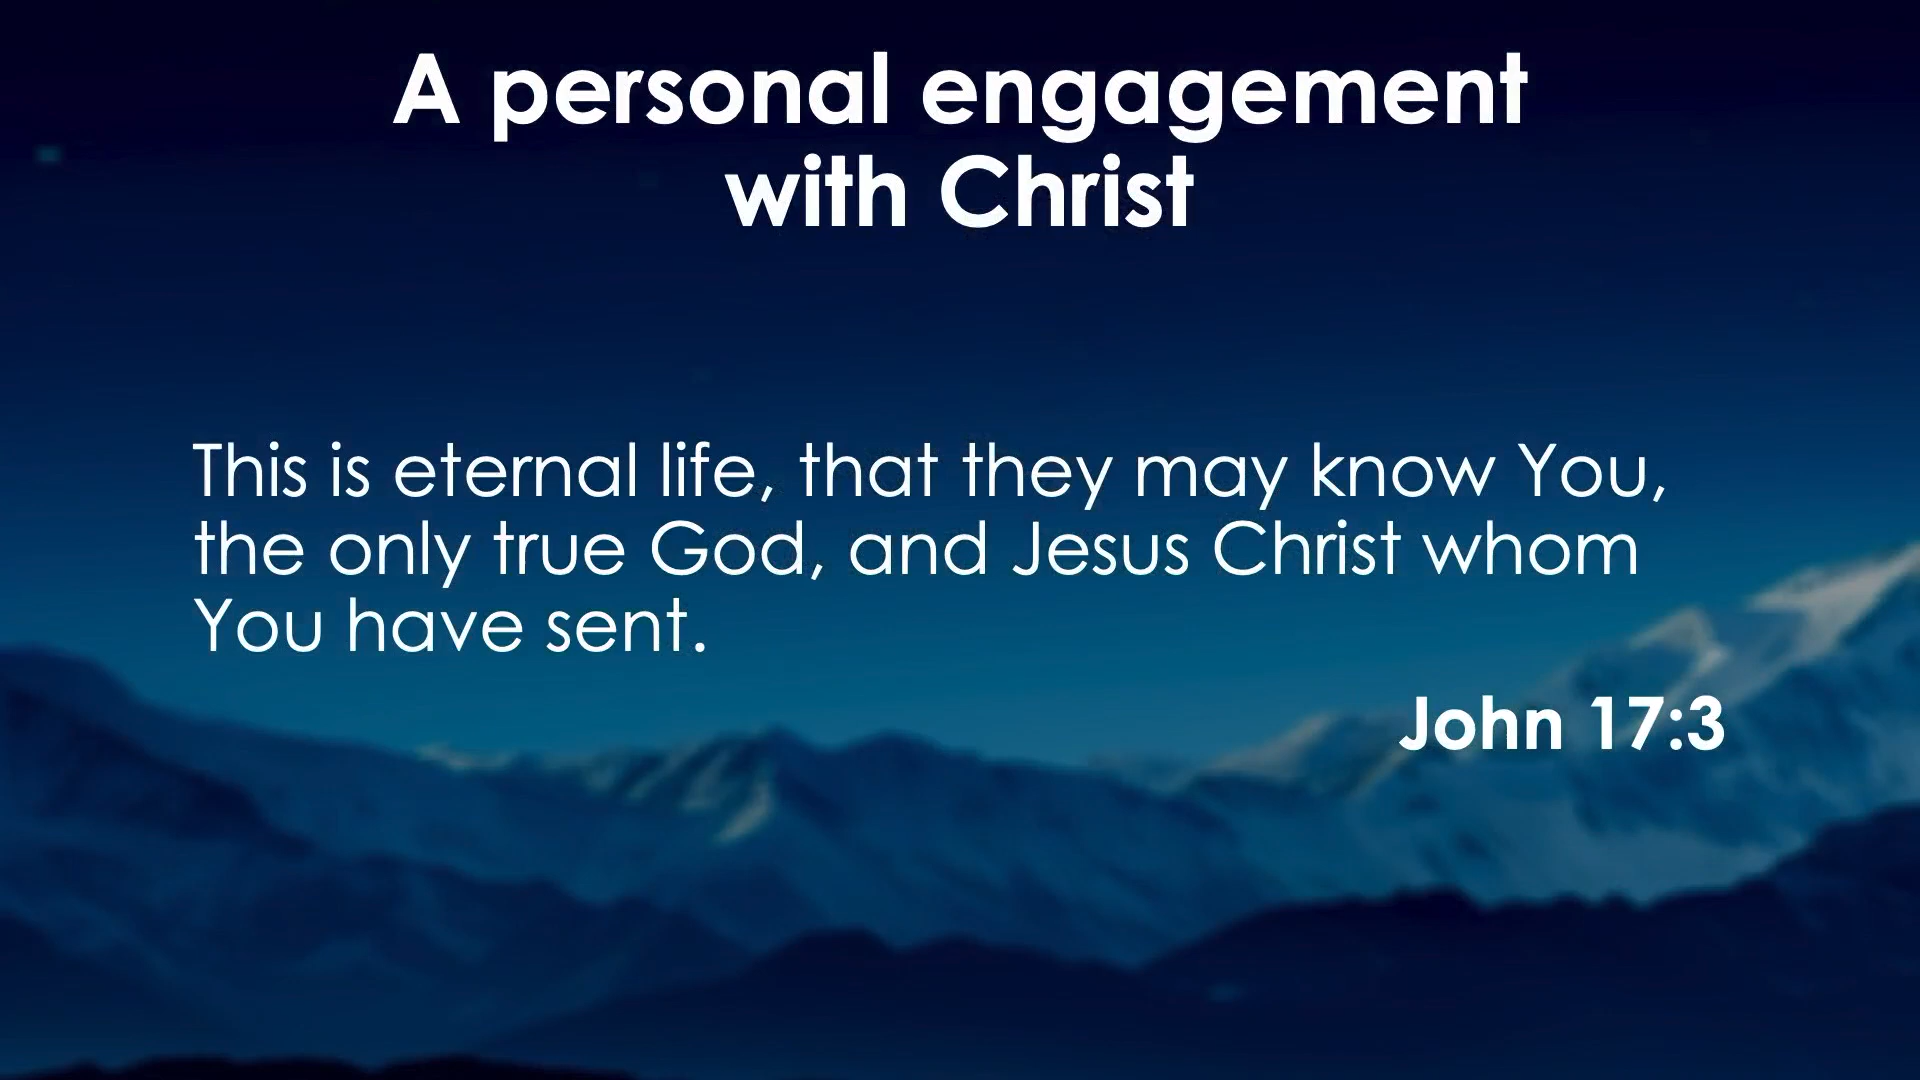 A personal engagement
with Christ
This is eternal life, that they may know You,
the only true God, and Jesus Christ whom
You have sent.
John 17:3